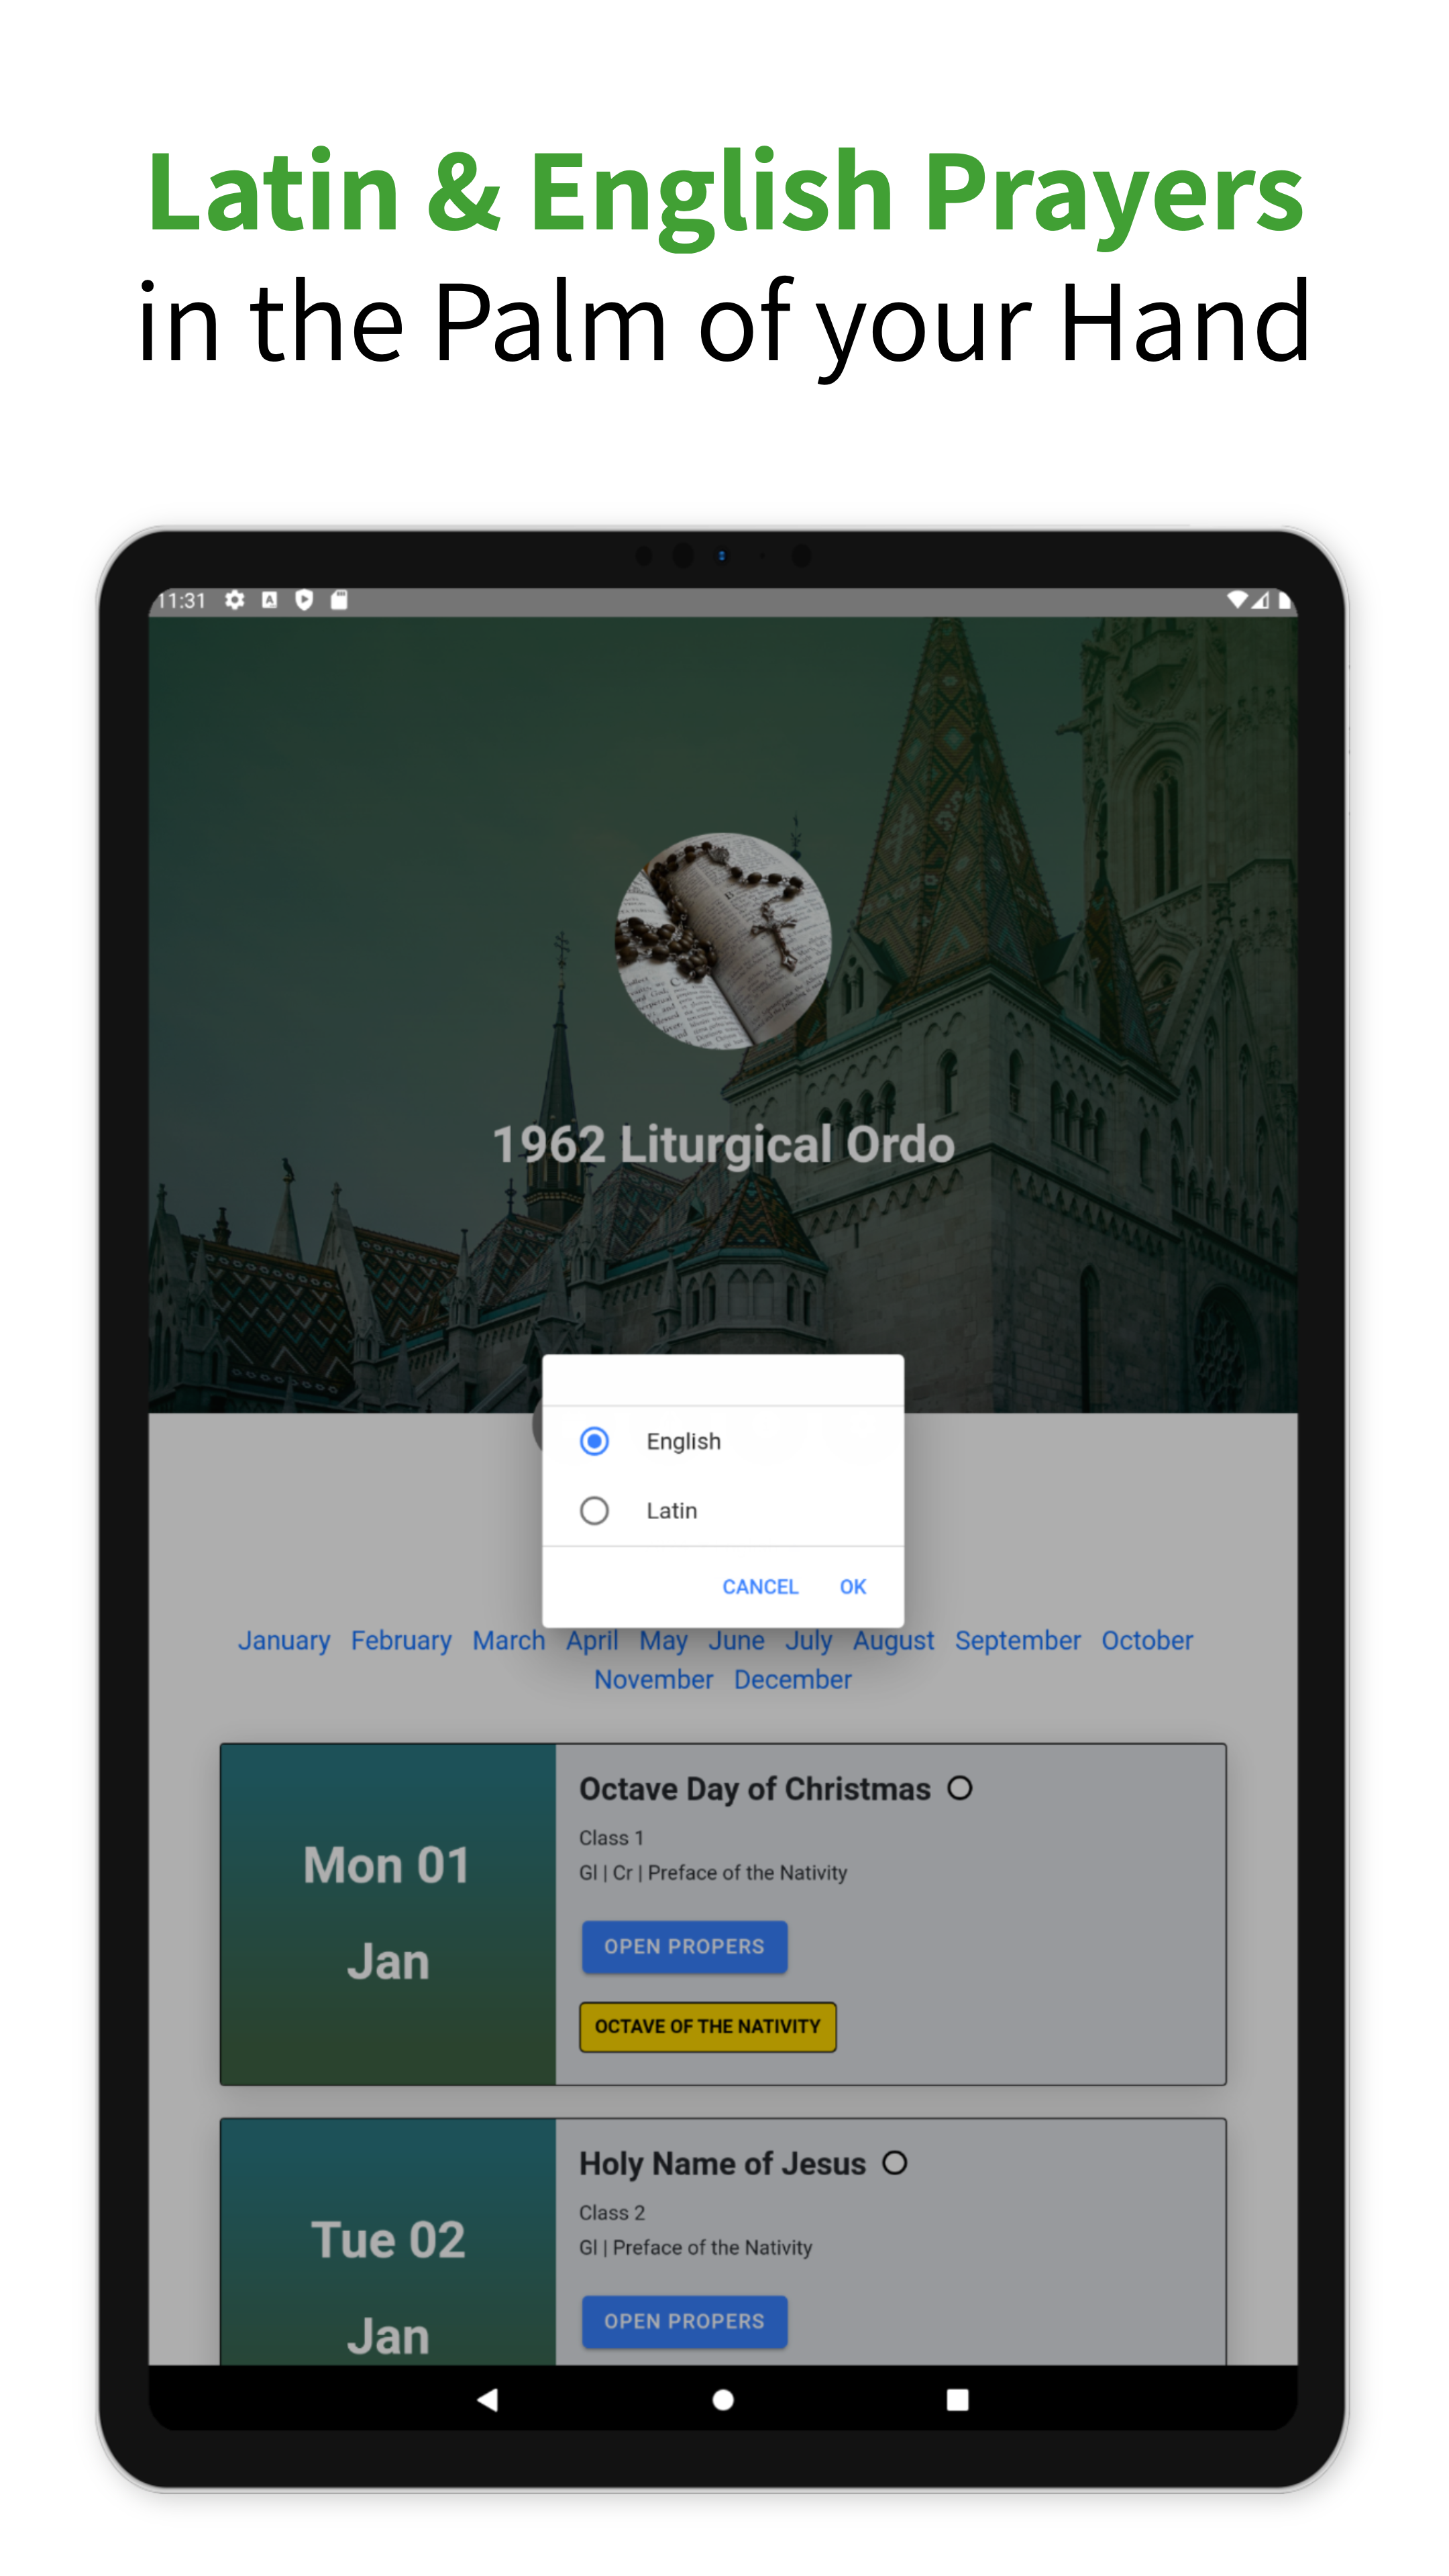 Latin & English Prayers
in the Palm of your Hand
11:31
1962 Liturgical Ordo
English
Latin
CANCEL OK
January February March April May June July August September October
November December
Mon 01
Jan
Octave Day of Christmas
Class 1
Gl | Cr | Preface of the Nativity
OPEN PROPERS
OCTAVE OF THE NATIVITY
Tue 02
Jan
Holy Name of Jesus
Class 2
Gl | Preface of the Nativity
OPEN PROPERS